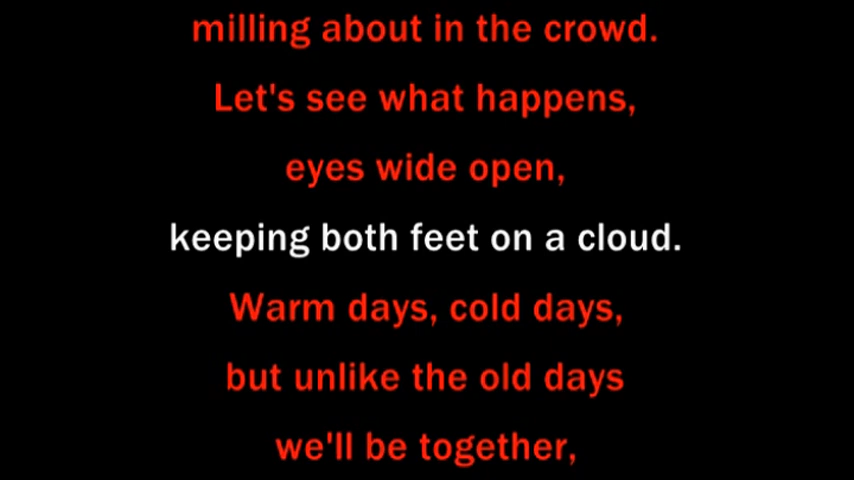 milling about in the crowd.
Let's see what happens,
eyes wide open,
keeping both feet on a cloud.
Warm days, cold days,
but unlike the old days
we'll be together,